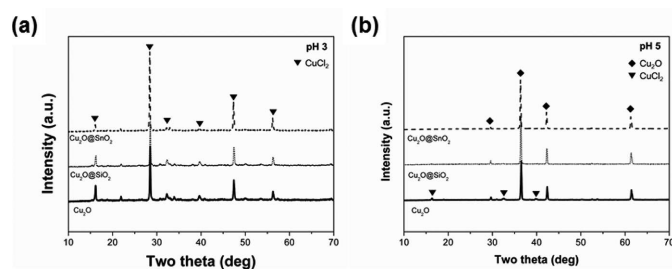 (a)
pH 3
▼ CuCl₂
Intensity (a.u.)
Cu₂O@SnO₂
Cu₂O@SiO₂
Cu₂O
10 20 30 40 50 60 70
Two theta (deg)
(b)
pH 5
◆ Cu₂O
▼ CuCl₂
Intensity (a.u.)
Cu₂O@SnO₂
Cu₂O@SiO₂
Cu₂O
10 20 30 40 50 60 70
Two theta (deg)